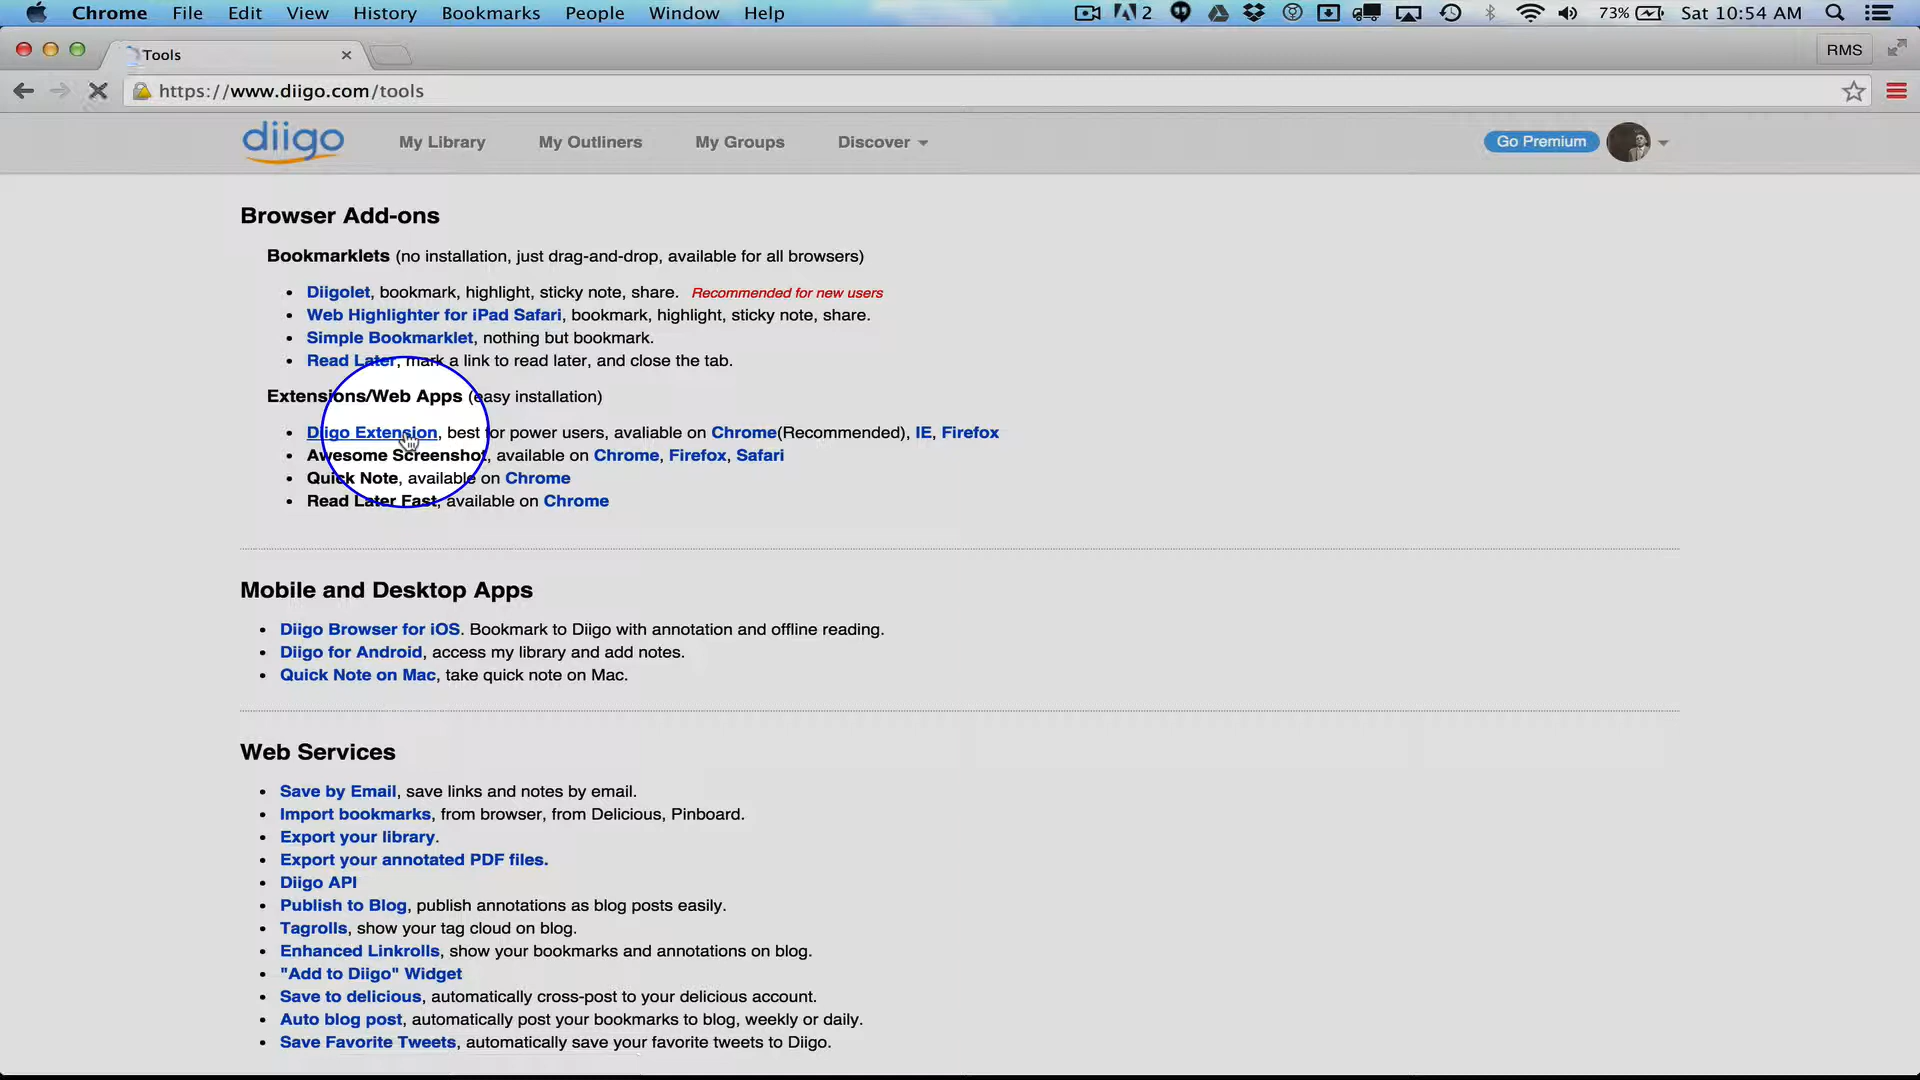 Chrome File Edit View History Bookmarks People Window Help 2 73% Sat 10:54 AM
Tools RMS
https://www.diigo.com/tools
diigo My Library My Outliners My Groups Discover Go Premium
Browser Add-ons
Bookmarklets (no installation, just drag-and-drop, available for all browsers)
• Diigolet, bookmark, highlight, sticky note, share. Recommended for new users
• Web Highlighter for iPad Safari, bookmark, highlight, sticky note, share.
• Simple Bookmarklet, nothing but bookmark.
• Read Later, mark a link to read later, and close the tab.
Extensions/Web Apps (easy installation)
• Diigo Extension, best for power users, avaliable on Chrome(Recommended), IE, Firefox
• Awesome Screenshot, available on Chrome, Firefox, Safari
• Quick Note, available on Chrome
• Read Later Fast, available on Chrome
Mobile and Desktop Apps
• Diigo Browser for iOS. Bookmark to Diigo with annotation and offline reading.
• Diigo for Android, access my library and add notes.
• Quick Note on Mac, take quick note on Mac.
Web Services
• Save by Email, save links and notes by email.
• Import bookmarks, from browser, from Delicious, Pinboard.
• Export your library.
• Export your annotated PDF files.
• Diigo API
• Publish to Blog, publish annotations as blog posts easily.
• Tagrolls, show your tag cloud on blog.
• Enhanced Linkrolls, show your bookmarks and annotations on blog.
• "Add to Diigo" Widget
• Save to delicious, automatically cross-post to your delicious account.
• Auto blog post, automatically post your bookmarks to blog, weekly or daily.
• Save Favorite Tweets, automatically save your favorite tweets to Diigo.